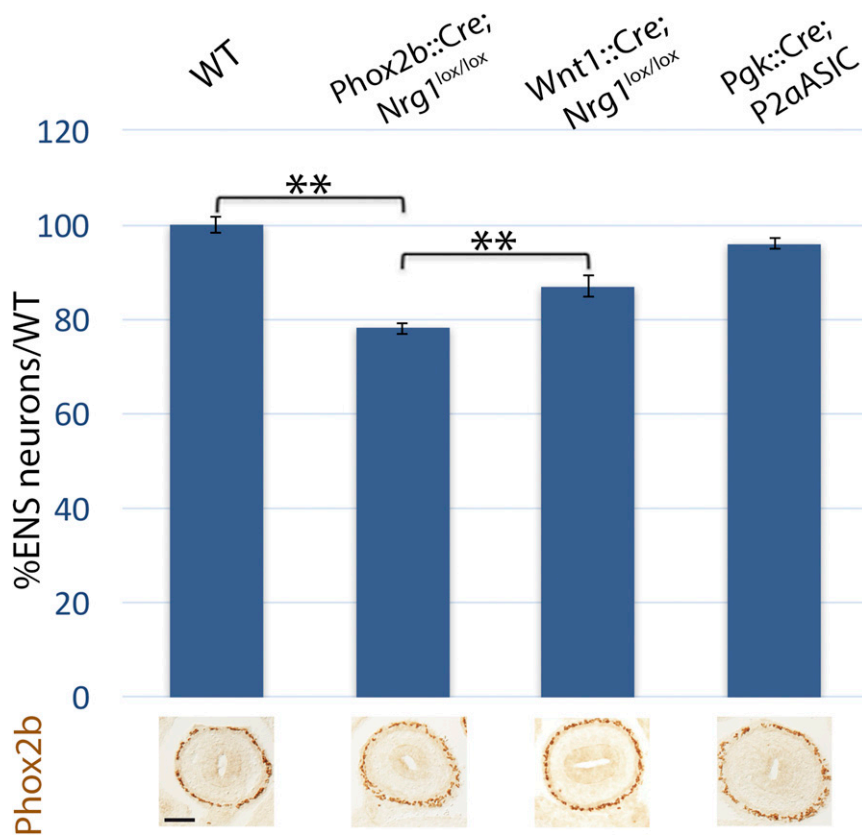 WT
Phox2b::Cre;
Nrg1lox/lox
Wnt1::Cre;
Nrg1lox/lox
Pgk::Cre;
P2aASIC
120
100
80
60
40
20
0
%ENS neurons/WT
**
**
Phox2b